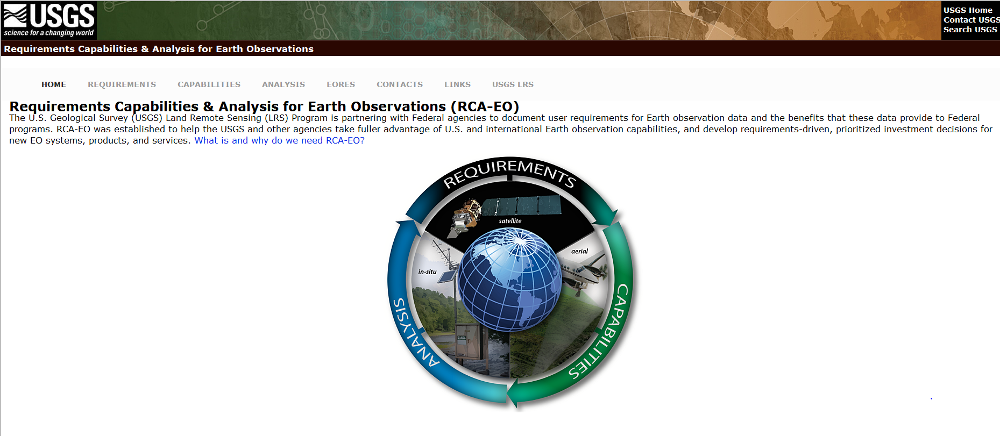 USGS
science for a changing world
USGS Home
Contact USGS
Search USGS
Requirements Capabilities & Analysis for Earth Observations
HOME REQUIREMENTS CAPABILITIES ANALYSIS EORES CONTACTS LINKS USGS LRS
Requirements Capabilities & Analysis for Earth Observations (RCA-EO)
The U.S. Geological Survey (USGS) Land Remote Sensing (LRS) Program is partnering with Federal agencies to document user requirements for Earth observation data and the benefits that these data provide to Federal
programs. RCA-EO was established to help the USGS and other agencies take fuller advantage of U.S. and international Earth observation capabilities, and develop requirements-driven, prioritized investment decisions for
new EO systems, products, and services. What is and why do we need RCA-EO?
REQUIREMENTS
satellite
aerial
in-situ
CAPABILITIES
ANALYSIS
USGS